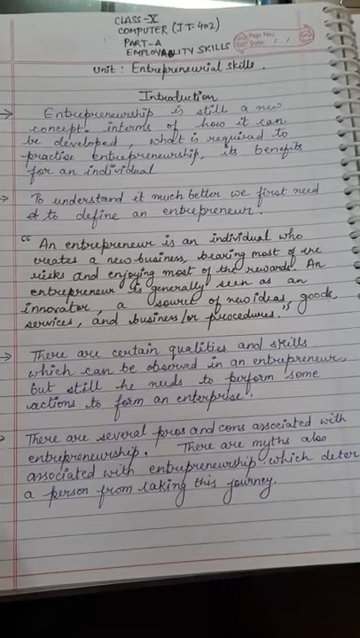 CLASS-X
COMPUTER (I.T-402)
PART-A
EMPLOYABILITY SKILLS
Page No.
Date: / /
Unit : Entrepreneurial skills.
Introduction
→ Entrepreneurship is still a new
concept. interms of how it can
be developed, what is required to
practise entrepreneurship, its benefits
for an individual
→ To understand it much better we first need
to define an entrepreneur.
"An entrepreneur is an individual who
creates a new business, bearing most of the
risks and enjoying most of the rewards. An
entrepreneur is generally seen as an
innovator, a source of new ideas, goods,
services, and business/or procedures."
→ There are certain qualities and skills
which can be observed in an entrepreneur,
but still he needs to perform some
actions to form an enterprise.
→ There are several pros and cons associated with
entrepreneurship. There are myths also
associated with entrepreneurship which deter
a person from taking this journey.